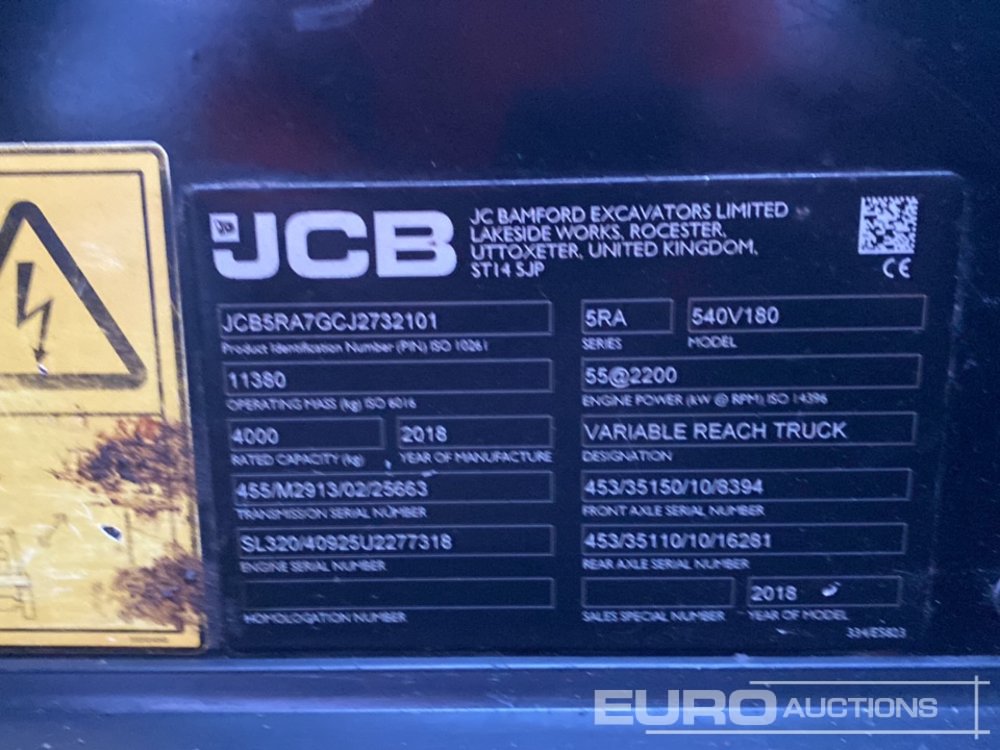 JCB
JC BAMFORD EXCAVATORS LIMITED
LAKESIDE WORKS, ROCESTER,
UTTOXETER, UNITED KINGDOM,
ST14 5JP
CE
JCB5RA7GCJ2732101
Product Identification Number (PIN) ISO 10261
5RA
SERIES
540V180
MODEL
11380
OPERATING MASS (kg) ISO 6016
55@2200
ENGINE POWER (kW @ RPM) ISO 14396
4000
RATED CAPACITY (kg)
2018
YEAR OF MANUFACTURE
VARIABLE REACH TRUCK
DESIGNATION
455/M2913/02/25663
TRANSMISSION SERIAL NUMBER
453/35150/10/8394
FRONT AXLE SERIAL NUMBER
SL320/40925U2277318
ENGINE SERIAL NUMBER
453/35110/10/16281
REAR AXLE SERIAL NUMBER
HOMOLOGATION NUMBER
SALES SPECIAL NUMBER
2018
YEAR OF MODEL
334/E5803
EURO AUCTIONS